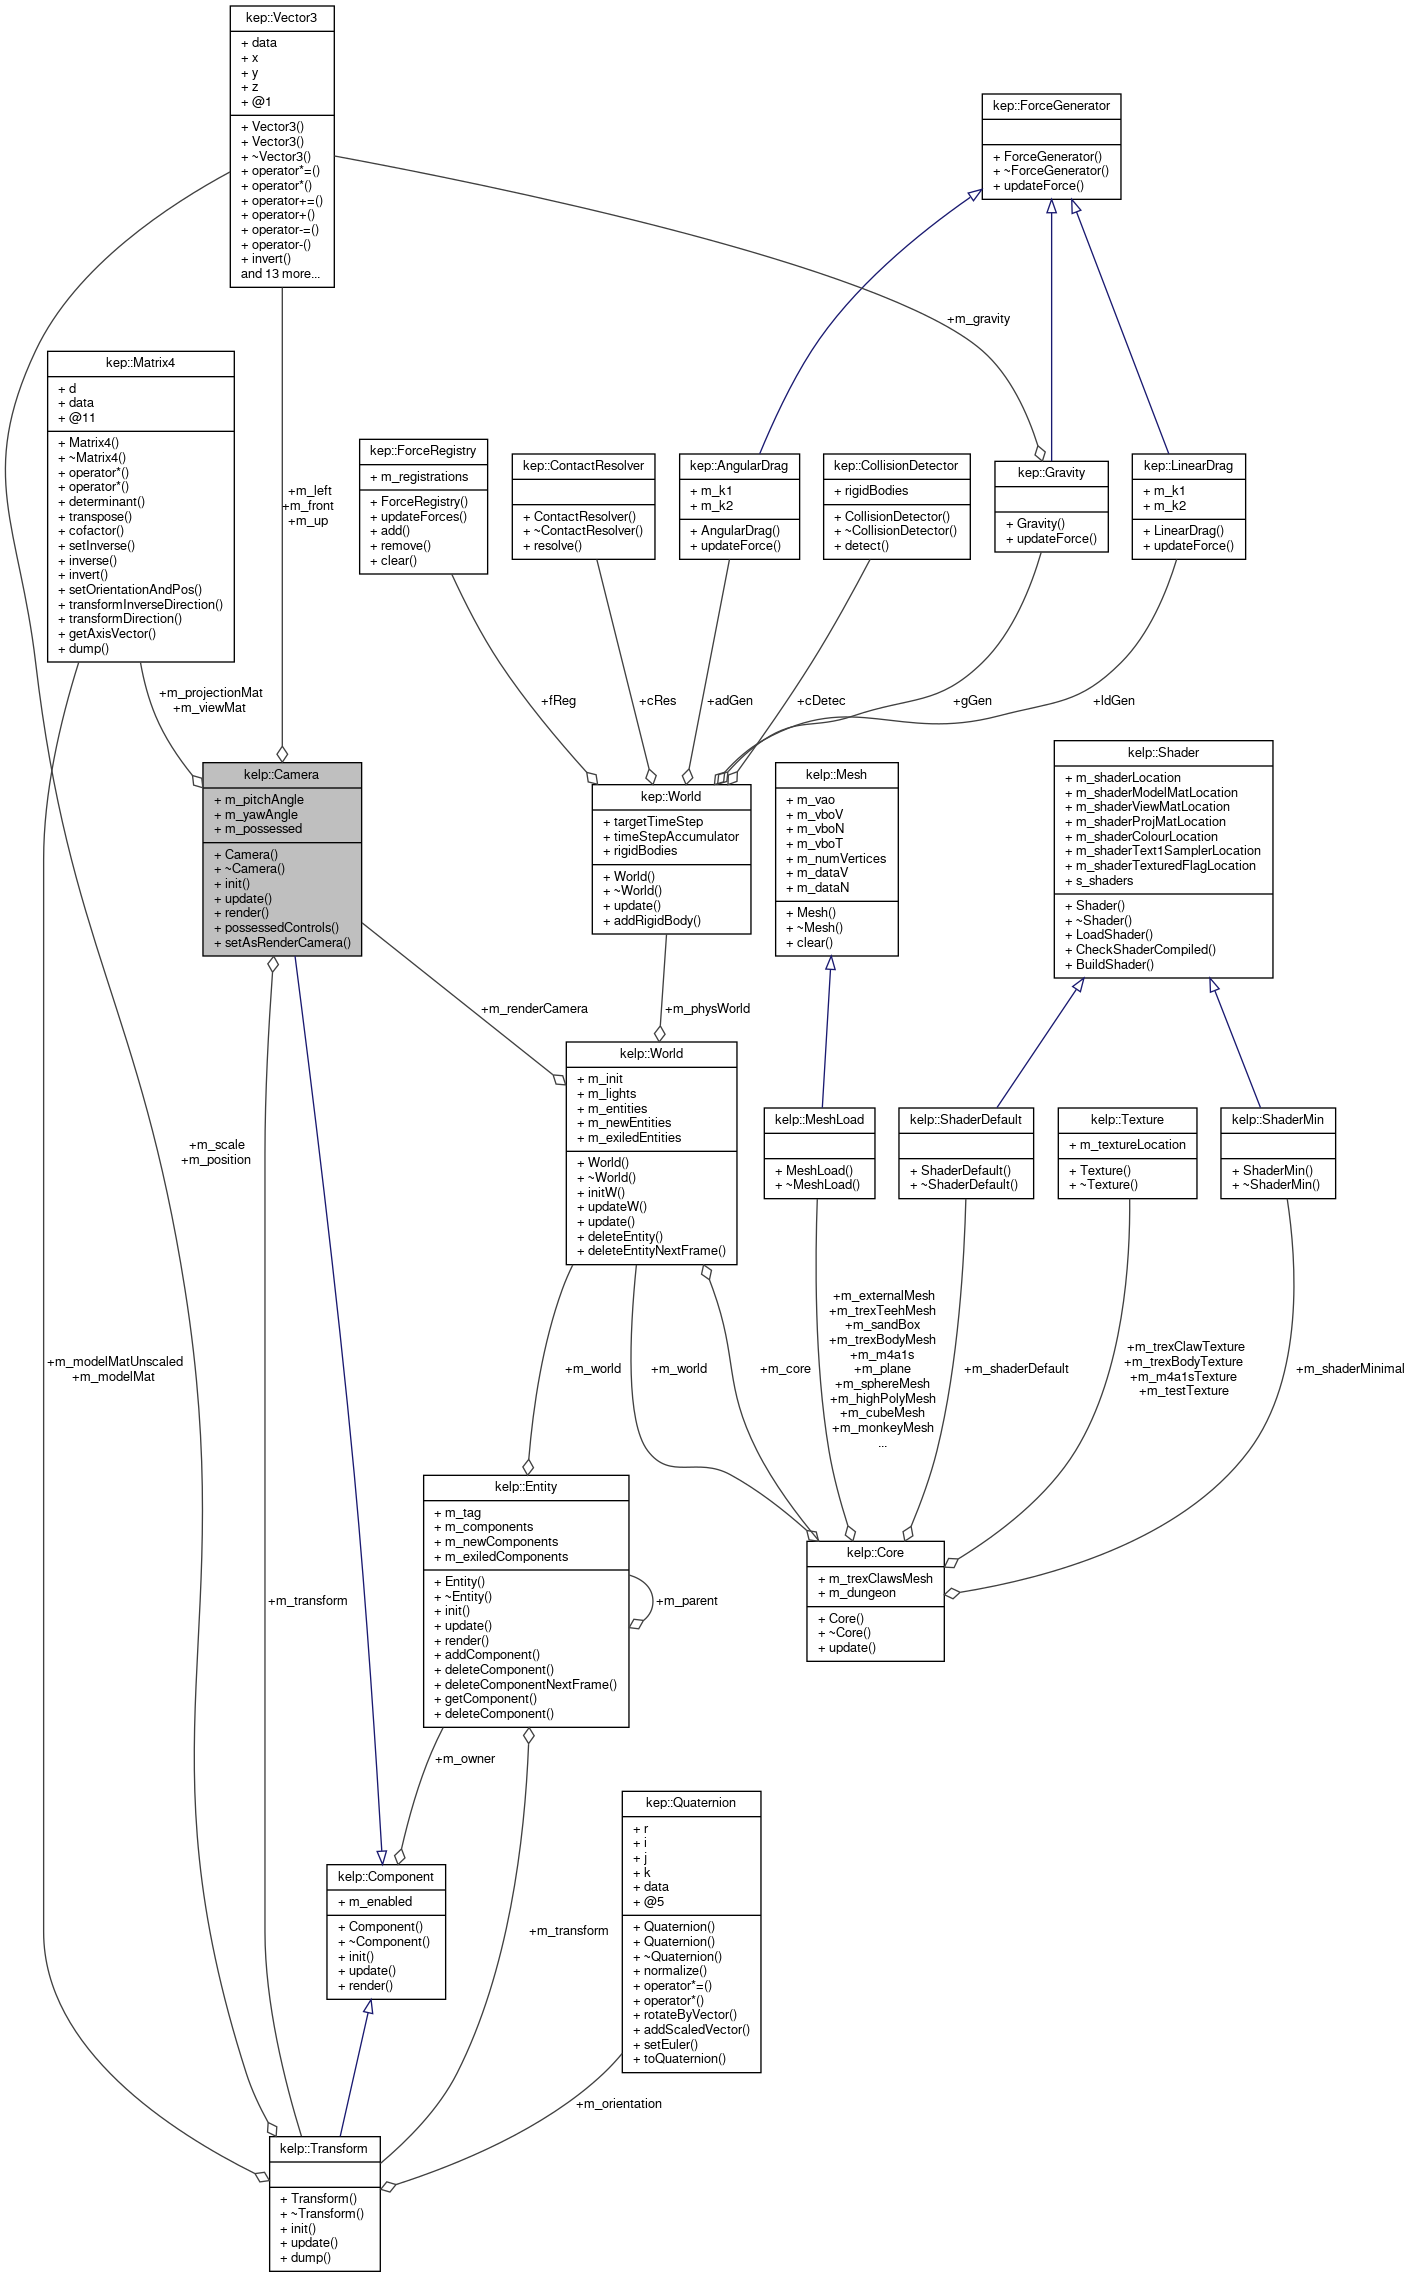 kep::Vector3
+ data
+ x
+ y
+ z
+ @1
+ Vector3()
+ Vector3()
+ ~Vector3()
+ operator*=()
+ operator*()
+ operator+=()
+ operator+()
+ operator-=()
+ operator-()
+ invert()
and 13 more...
kep::ForceGenerator
+ ForceGenerator()
+ ~ForceGenerator()
+ updateForce()
+m_gravity
kep::Matrix4
+ d
+ data
+ @11
+ Matrix4()
+ ~Matrix4()
+ operator*()
+ operator*()
+ determinant()
+ transpose()
+ cofactor()
+ setInverse()
+ inverse()
+ invert()
+ setOrientationAndPos()
+ transformInverseDirection()
+ transformDirection()
+ getAxisVector()
+ dump()
+m_left
+m_front
+m_up
kep::ForceRegistry
+ m_registrations
+ ForceRegistry()
+ updateForces()
+ add()
+ remove()
+ clear()
kep::ContactResolver
+ ContactResolver()
+ ~ContactResolver()
+ resolve()
kep::AngularDrag
+ m_k1
+ m_k2
+ AngularDrag()
+ updateForce()
kep::CollisionDetector
+ rigidBodies
+ CollisionDetector()
+ ~CollisionDetector()
+ detect()
kep::Gravity
+ Gravity()
+ updateForce()
kep::LinearDrag
+ m_k1
+ m_k2
+ LinearDrag()
+ updateForce()
+m_projectionMat
+m_viewMat
+fReg
+cRes
+adGen
+cDetec
+gGen
+ldGen
kelp::Camera
+ m_pitchAngle
+ m_yawAngle
+ m_possessed
+ Camera()
+ ~Camera()
+ init()
+ update()
+ render()
+ possessedControls()
+ setAsRenderCamera()
kep::World
+ targetTimeStep
+ timeStepAccumulator
+ rigidBodies
+ World()
+ ~World()
+ update()
+ addRigidBody()
kelp::Mesh
+ m_vao
+ m_vboV
+ m_vboN
+ m_vboT
+ m_numVertices
+ m_dataV
+ m_dataN
+ Mesh()
+ ~Mesh()
+ clear()
kelp::Shader
+ m_shaderLocation
+ m_shaderModelMatLocation
+ m_shaderViewMatLocation
+ m_shaderProjMatLocation
+ m_shaderColourLocation
+ m_shaderText1SamplerLocation
+ m_shaderTexturedFlagLocation
+ s_shaders
+ Shader()
+ ~Shader()
+ LoadShader()
+ CheckShaderCompiled()
+ BuildShader()
+m_renderCamera
+m_physWorld
kelp::World
+ m_init
+ m_lights
+ m_entities
+ m_newEntities
+ m_exiledEntities
+ World()
+ ~World()
+ initW()
+ updateW()
+ update()
+ deleteEntity()
+ deleteEntityNextFrame()
kelp::MeshLoad
+ MeshLoad()
+ ~MeshLoad()
kelp::ShaderDefault
+ ShaderDefault()
+ ~ShaderDefault()
kelp::Texture
+ m_textureLocation
+ Texture()
+ ~Texture()
kelp::ShaderMin
+ ShaderMin()
+ ~ShaderMin()
+m_scale
+m_position
+m_modelMatUnscaled
+m_modelMat
+m_world
+m_world
+m_core
+m_externalMesh
+m_trexTeehMesh
+m_sandBox
+m_trexBodyMesh
+m_m4a1s
+m_plane
+m_sphereMesh
+m_highPolyMesh
+m_cubeMesh
+m_monkeyMesh
...
+m_shaderDefault
+m_trexClawTexture
+m_trexBodyTexture
+m_m4a1sTexture
+m_testTexture
+m_shaderMinimal
kelp::Entity
+ m_tag
+ m_components
+ m_newComponents
+ m_exiledComponents
+ Entity()
+ ~Entity()
+ init()
+ update()
+ render()
+ addComponent()
+ deleteComponent()
+ deleteComponentNextFrame()
+ getComponent()
+ deleteComponent()
+m_parent
kelp::Core
+ m_trexClawsMesh
+ m_dungeon
+ Core()
+ ~Core()
+ update()
+m_transform
+m_owner
kep::Quaternion
+ r
+ i
+ j
+ k
+ data
+ @5
+ Quaternion()
+ Quaternion()
+ ~Quaternion()
+ normalize()
+ operator*=()
+ operator*()
+ rotateByVector()
+ addScaledVector()
+ setEuler()
+ toQuaternion()
kelp::Component
+ m_enabled
+ Component()
+ ~Component()
+ init()
+ update()
+ render()
+m_transform
+m_orientation
kelp::Transform
+ Transform()
+ ~Transform()
+ init()
+ update()
+ dump()